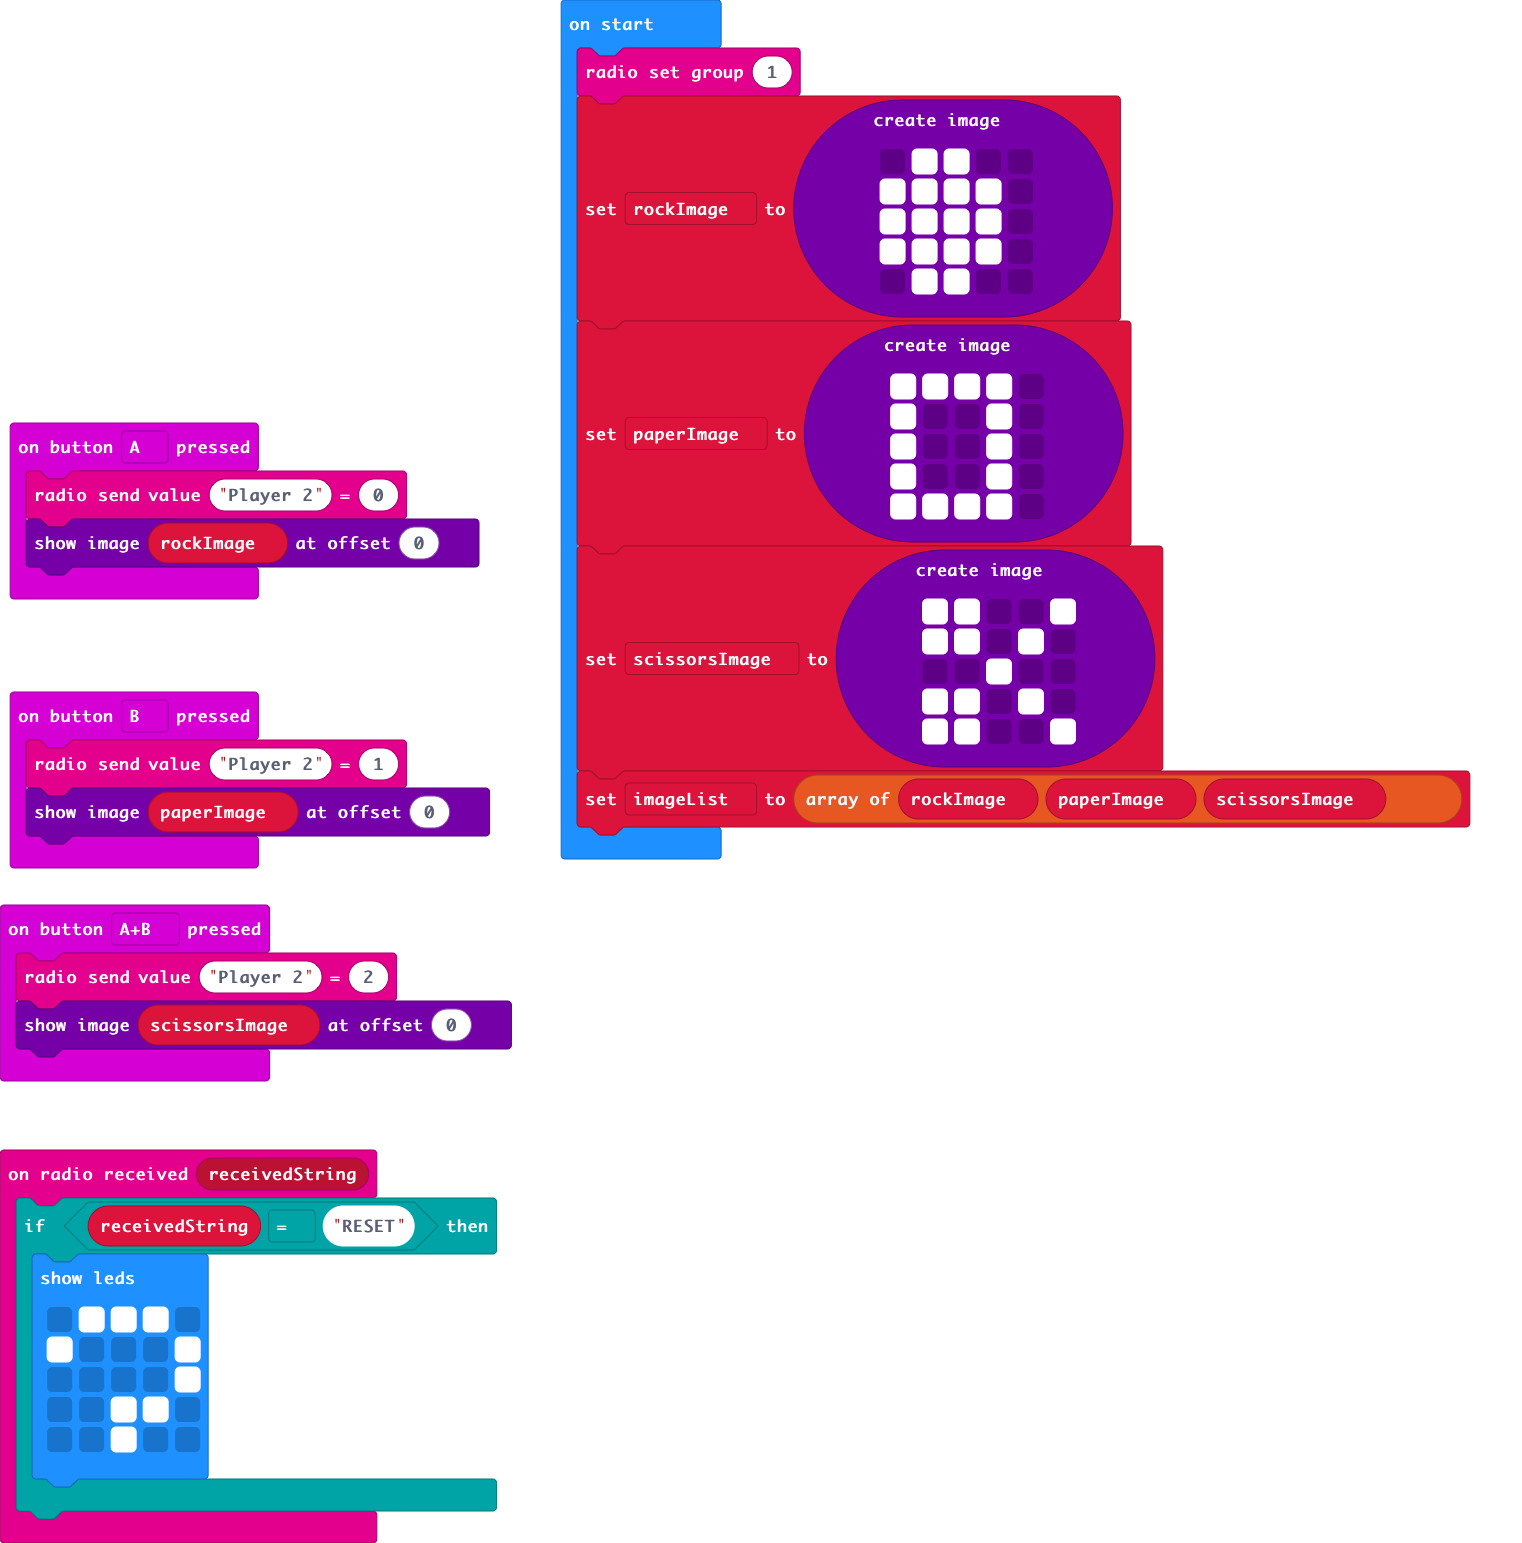 on start
radio set group 1
create image
set rockImage to
create image
set paperImage to
create image
set scissorsImage to
set imageList to array of rockImage paperImage scissorsImage
on button A pressed
radio send value "Player 2" = 0
show image rockImage at offset 0
on button B pressed
radio send value "Player 2" = 1
show image paperImage at offset 0
on button A+B pressed
radio send value "Player 2" = 2
show image scissorsImage at offset 0
on radio received receivedString
if receivedString = "RESET" then
show leds